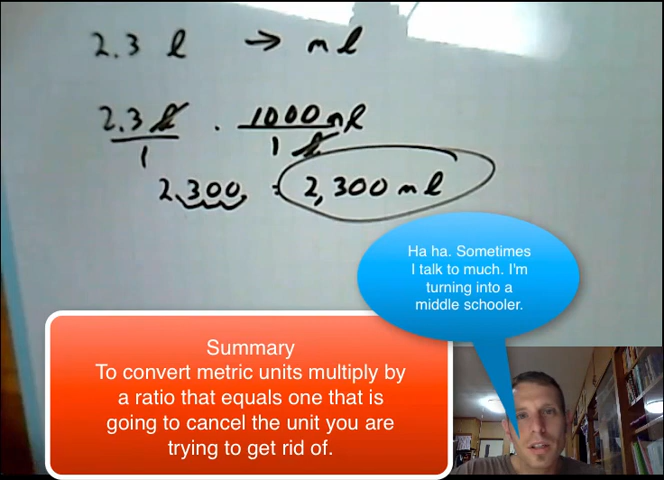 2.3 l → ml
2.3 l · 1000 ml
1 1 l
2,300 = 2,300 ml
Ha ha. Sometimes
I talk to much. I'm
turning into a
middle schooler.
Summary
To convert metric units multiply by
a ratio that equals one that is
going to cancel the unit you are
trying to get rid of.